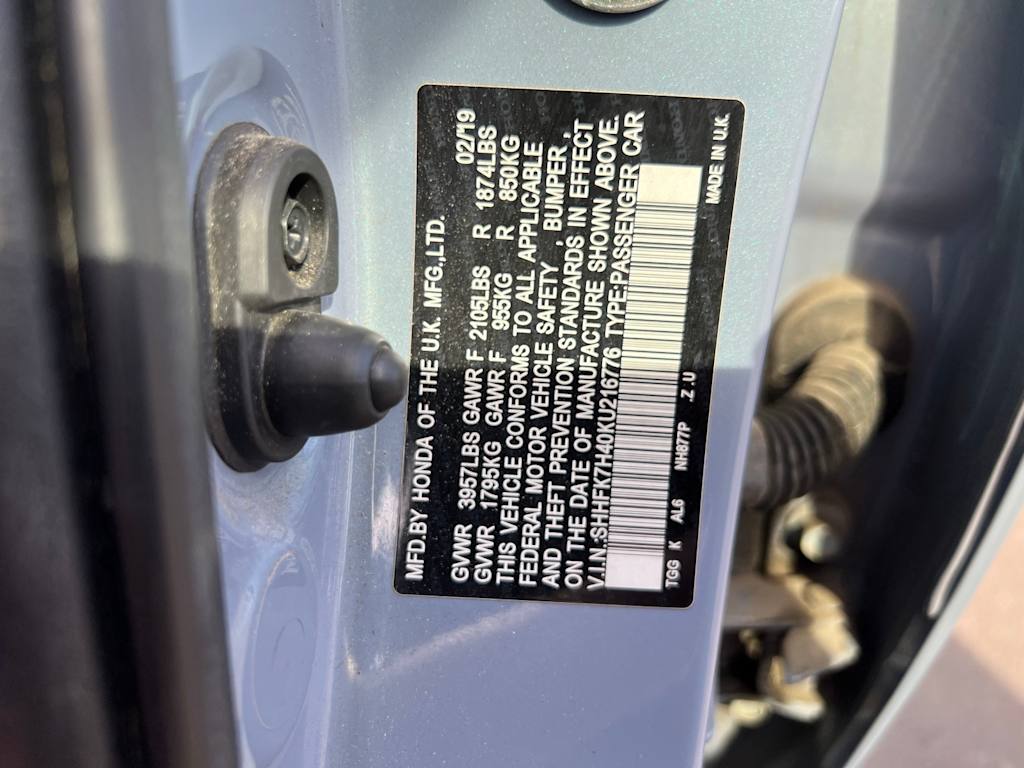 MFD.BY HONDA OF THE U.K. MFG.,LTD. 02/19
GVWR 3957LBS GAWR F 2105LBS R 1874LBS
GVWR 1795KG GAWR F 955KG R 850KG
THIS VEHICLE CONFORMS TO ALL APPLICABLE
FEDERAL MOTOR VEHICLE SAFETY, BUMPER,
AND THEFT PREVENTION STANDARDS IN EFFECT
ON THE DATE OF MANUFACTURE SHOWN ABOVE.
V.I.N.:SHHFK7H40KU216776 TYPE:PASSENGER CAR
TGG K AL6 NH877P Z.U MADE IN U.K.